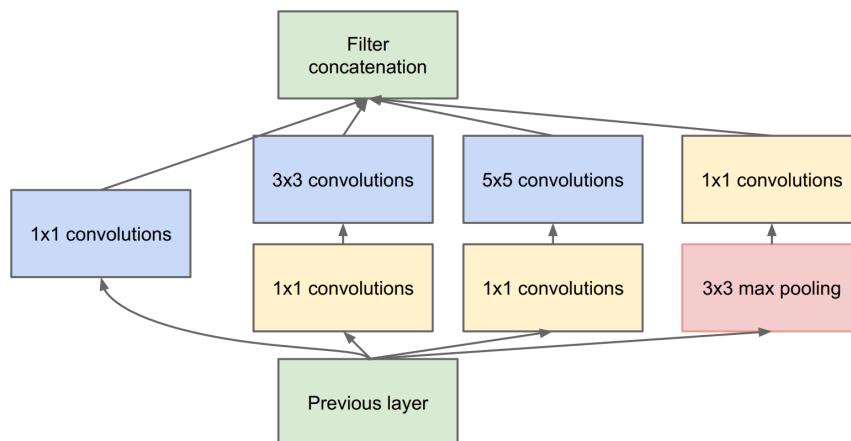 Filter
concatenation
3x3 convolutions
5x5 convolutions
1x1 convolutions
1x1 convolutions
1x1 convolutions
1x1 convolutions
3x3 max pooling
Previous layer